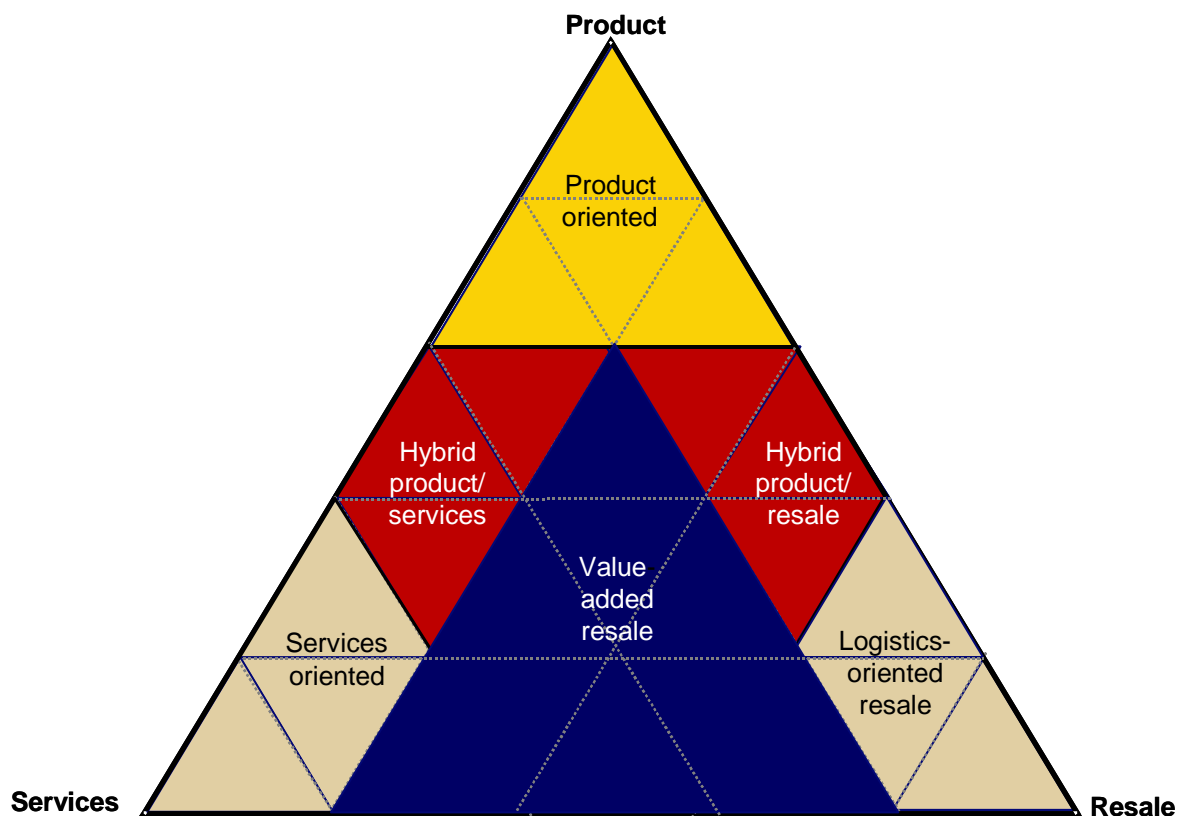 Product
Product
oriented
Hybrid
product/
services
Hybrid
product/
resale
Value-
added
resale
Services
oriented
Logistics-
oriented
resale
Services
Resale